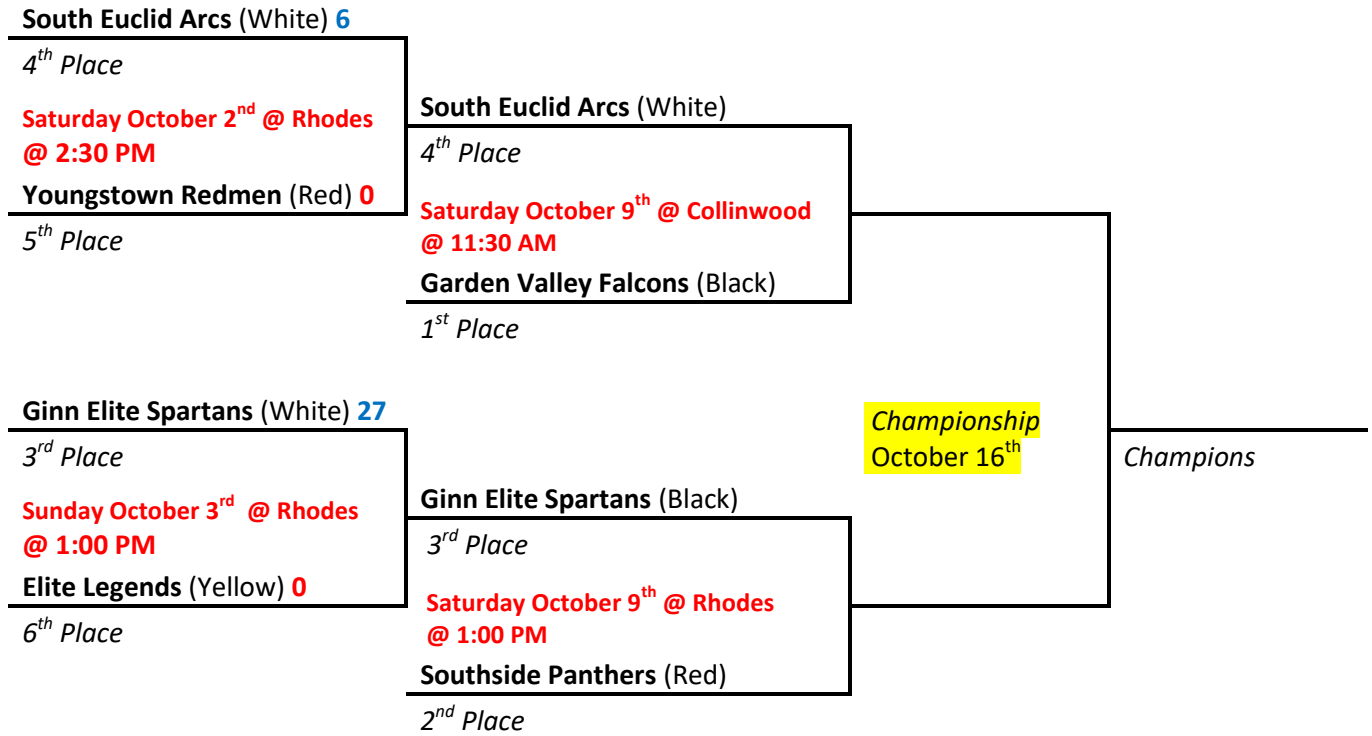 South Euclid Arcs (White) 6
4th Place
Saturday October 2nd @ Rhodes
@ 2:30 PM
Youngstown Redmen (Red) 0
5th Place
South Euclid Arcs (White)
4th Place
Saturday October 9th @ Collinwood
@ 11:30 AM
Garden Valley Falcons (Black)
1st Place
Ginn Elite Spartans (White) 27
3rd Place
Sunday October 3rd @ Rhodes
@ 1:00 PM
Elite Legends (Yellow) 0
6th Place
Ginn Elite Spartans (Black)
3rd Place
Saturday October 9th @ Rhodes
@ 1:00 PM
Southside Panthers (Red)
2nd Place
Championship
October 16th
Champions